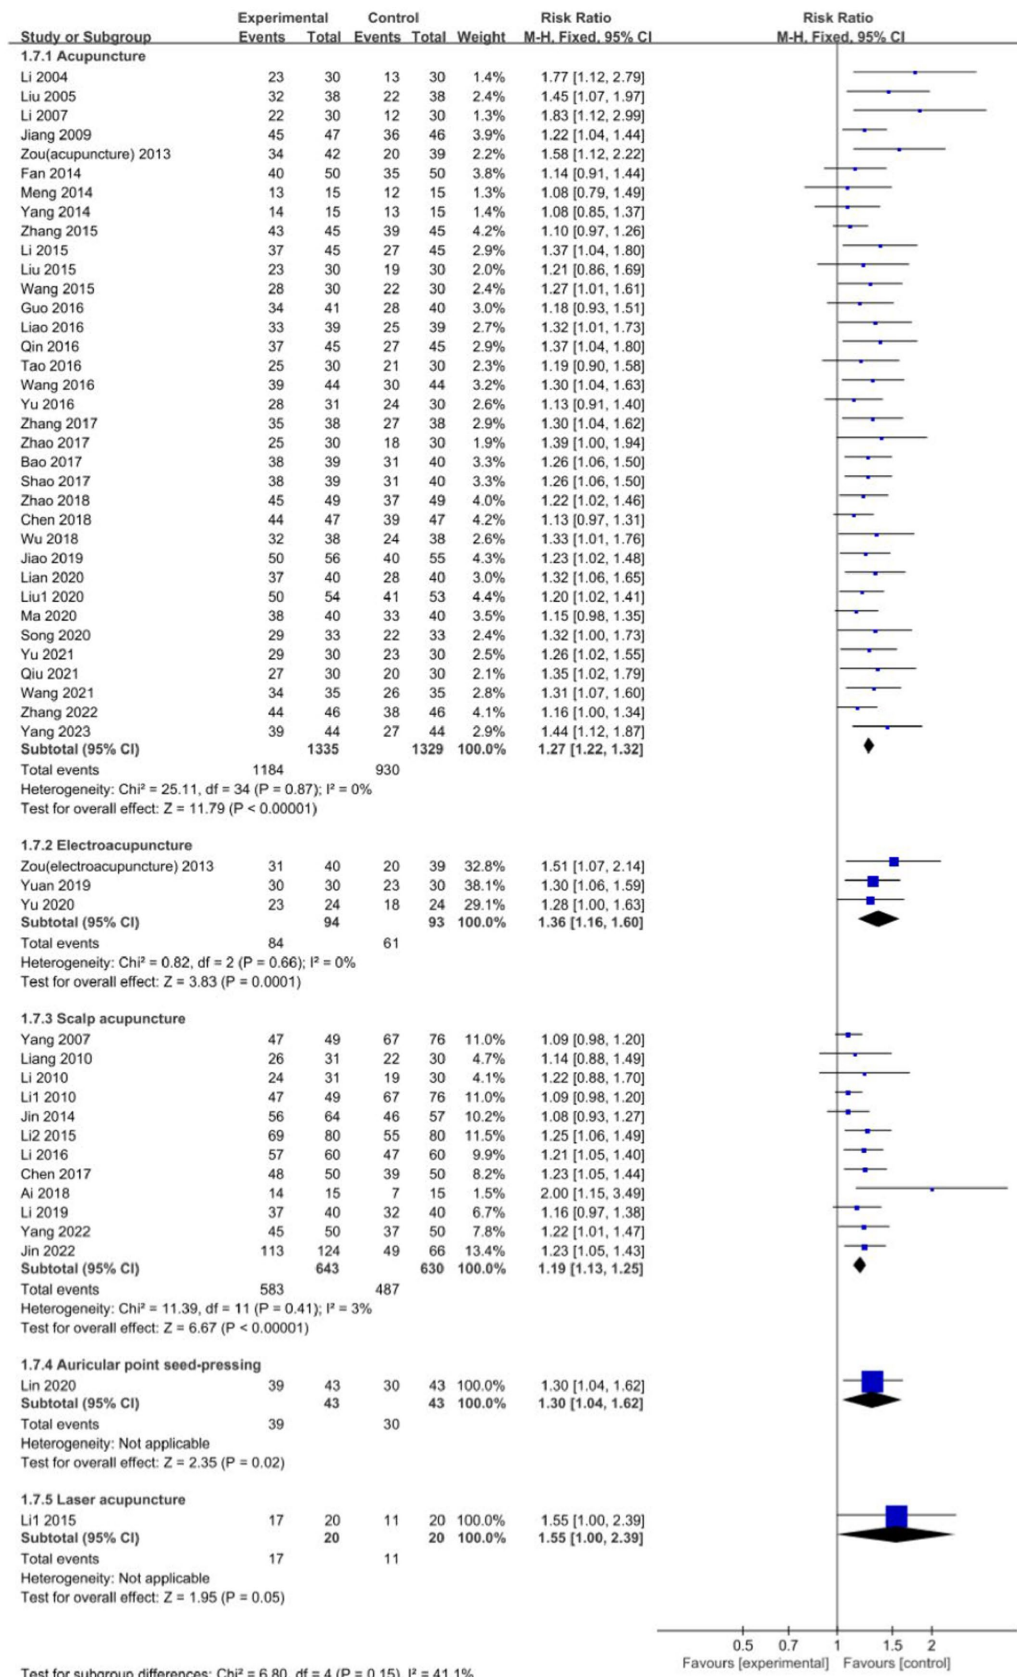 Experimental Control Risk Ratio Risk Ratio
Study or Subgroup Events Total Events Total Weight M-H, Fixed, 95% CI M-H, Fixed, 95% CI
1.7.1 Acupuncture
Li 2004 23 30 13 30 1.4% 1.77 [1.12, 2.79]
Liu 2005 32 38 22 38 2.4% 1.45 [1.07, 1.97]
Li 2007 22 30 12 30 1.3% 1.83 [1.12, 2.99]
Jiang 2009 45 47 36 46 3.9% 1.22 [1.04, 1.44]
Zou(acupuncture) 2013 34 42 20 39 2.2% 1.58 [1.12, 2.22]
Fan 2014 40 50 35 50 3.8% 1.14 [0.91, 1.44]
Meng 2014 13 15 12 15 1.3% 1.08 [0.79, 1.49]
Yang 2014 14 15 13 15 1.4% 1.08 [0.85, 1.37]
Zhang 2015 43 45 39 45 4.2% 1.10 [0.97, 1.26]
Li 2015 37 45 27 45 2.9% 1.37 [1.04, 1.80]
Liu 2015 23 30 19 30 2.0% 1.21 [0.86, 1.69]
Wang 2015 28 30 22 30 2.4% 1.27 [1.01, 1.61]
Guo 2016 34 41 28 40 3.0% 1.18 [0.93, 1.51]
Liao 2016 33 39 25 39 2.7% 1.32 [1.01, 1.73]
Qin 2016 37 45 27 45 2.9% 1.37 [1.04, 1.80]
Tao 2016 25 30 21 30 2.3% 1.19 [0.90, 1.58]
Wang 2016 39 44 30 44 3.2% 1.30 [1.04, 1.63]
Yu 2016 28 31 24 30 2.6% 1.13 [0.91, 1.40]
Zhang 2017 35 38 27 38 2.9% 1.30 [1.04, 1.62]
Zhao 2017 25 30 18 30 1.9% 1.39 [1.00, 1.94]
Bao 2017 38 39 31 40 3.3% 1.26 [1.06, 1.50]
Shao 2017 38 39 31 40 3.3% 1.26 [1.06, 1.50]
Zhao 2018 45 49 37 49 4.0% 1.22 [1.02, 1.46]
Chen 2018 44 47 39 47 4.2% 1.13 [0.97, 1.31]
Wu 2018 32 38 24 38 2.6% 1.33 [1.01, 1.76]
Jiao 2019 50 56 40 55 4.3% 1.23 [1.02, 1.48]
Lian 2020 37 40 28 40 3.0% 1.32 [1.06, 1.65]
Liu1 2020 50 54 41 53 4.4% 1.20 [1.02, 1.41]
Ma 2020 38 40 33 40 3.5% 1.15 [0.98, 1.35]
Song 2020 29 33 22 33 2.4% 1.32 [1.00, 1.73]
Yu 2021 29 30 23 30 2.5% 1.26 [1.02, 1.55]
Qiu 2021 27 30 20 30 2.1% 1.35 [1.02, 1.79]
Wang 2021 34 35 26 35 2.8% 1.31 [1.07, 1.60]
Zhang 2022 44 46 38 46 4.1% 1.16 [1.00, 1.34]
Yang 2023 39 44 27 44 2.9% 1.44 [1.12, 1.87]
Subtotal (95% CI) 1335 1329 100.0% 1.27 [1.22, 1.32]
Total events 1184 930
Heterogeneity: Chi² = 25.11, df = 34 (P = 0.87); I² = 0%
Test for overall effect: Z = 11.79 (P < 0.00001)
1.7.2 Electroacupuncture
Zou(electroacupuncture) 2013 31 40 20 39 32.8% 1.51 [1.07, 2.14]
Yuan 2019 30 30 23 30 38.1% 1.30 [1.06, 1.59]
Yu 2020 23 24 18 24 29.1% 1.28 [1.00, 1.63]
Subtotal (95% CI) 94 93 100.0% 1.36 [1.16, 1.60]
Total events 84 61
Heterogeneity: Chi² = 0.82, df = 2 (P = 0.66); I² = 0%
Test for overall effect: Z = 3.83 (P = 0.0001)
1.7.3 Scalp acupuncture
Yang 2007 47 49 67 76 11.0% 1.09 [0.98, 1.20]
Liang 2010 26 31 22 30 4.7% 1.14 [0.88, 1.49]
Li 2010 24 31 19 30 4.1% 1.22 [0.88, 1.70]
Li1 2010 47 49 67 76 11.0% 1.09 [0.98, 1.20]
Jin 2014 56 64 46 57 10.2% 1.08 [0.93, 1.27]
Li2 2015 69 80 55 80 11.5% 1.25 [1.06, 1.49]
Li 2016 57 60 47 60 9.9% 1.21 [1.05, 1.40]
Chen 2017 48 50 39 50 8.2% 1.23 [1.05, 1.44]
Ai 2018 14 15 7 15 1.5% 2.00 [1.15, 3.49]
Li 2019 37 40 32 40 6.7% 1.16 [0.97, 1.38]
Yang 2022 45 50 37 50 7.8% 1.22 [1.01, 1.47]
Jin 2022 113 124 49 66 13.4% 1.23 [1.05, 1.43]
Subtotal (95% CI) 643 630 100.0% 1.19 [1.13, 1.25]
Total events 583 487
Heterogeneity: Chi² = 11.39, df = 11 (P = 0.41); I² = 3%
Test for overall effect: Z = 6.67 (P < 0.00001)
1.7.4 Auricular point seed-pressing
Lin 2020 39 43 30 43 100.0% 1.30 [1.04, 1.62]
Subtotal (95% CI) 43 43 100.0% 1.30 [1.04, 1.62]
Total events 39 30
Heterogeneity: Not applicable
Test for overall effect: Z = 2.35 (P = 0.02)
1.7.5 Laser acupuncture
Li1 2015 17 20 11 20 100.0% 1.55 [1.00, 2.39]
Subtotal (95% CI) 20 20 100.0% 1.55 [1.00, 2.39]
Total events 17 11
Heterogeneity: Not applicable
Test for overall effect: Z = 1.95 (P = 0.05)
0.5 0.7 1 1.5 2
Favours [experimental] Favours [control]
Test for subgroup differences: Chi² = 6.80, df = 4 (P = 0.15), I² = 41.1%